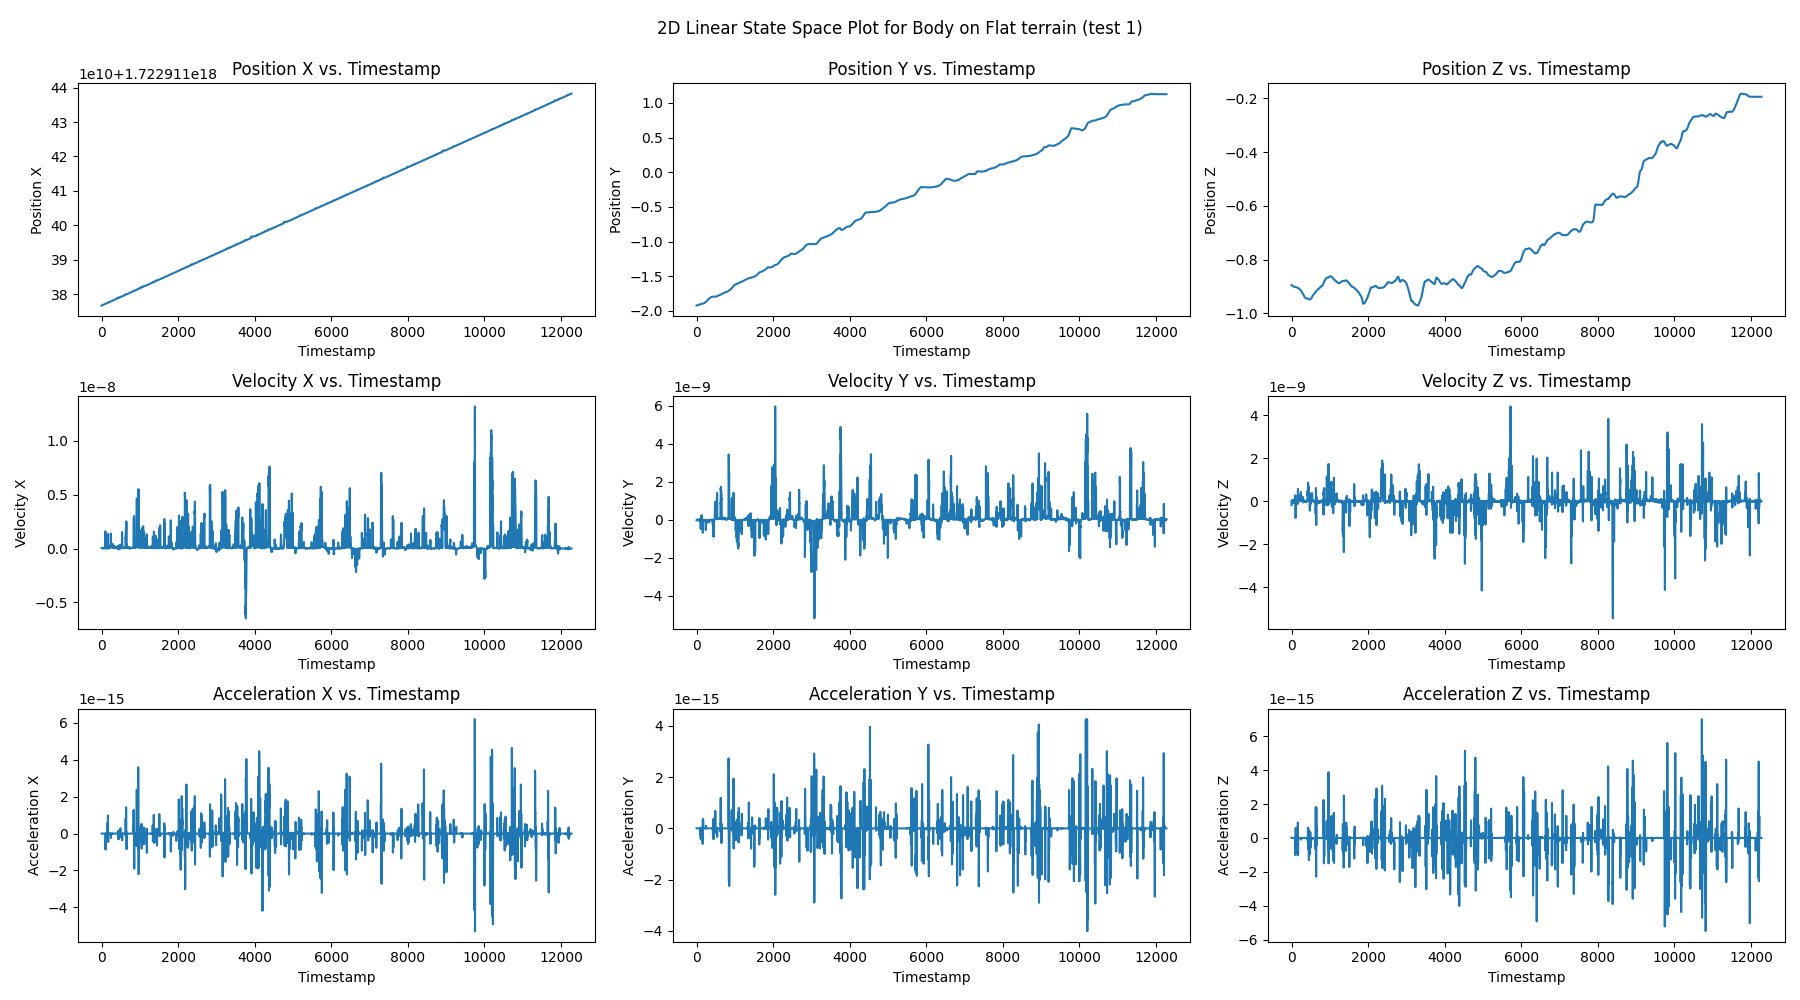 2D Linear State Space Plot for Body on Flat terrain (test 1)
Position X vs. Timestamp
1e10+1.722911e18
44
43
42
41
40
39
38
Position X
0 2000 4000 6000 8000 10000 12000
Timestamp
Position Y vs. Timestamp
1.0
0.5
0.0
−0.5
−1.0
−1.5
−2.0
Position Y
0 2000 4000 6000 8000 10000 12000
Timestamp
Position Z vs. Timestamp
−0.2
−0.4
−0.6
−0.8
−1.0
Position Z
0 2000 4000 6000 8000 10000 12000
Timestamp
Velocity X vs. Timestamp
1e−8
1.0
0.5
0.0
−0.5
Velocity X
0 2000 4000 6000 8000 10000 12000
Timestamp
Velocity Y vs. Timestamp
1e−9
6
4
2
0
−2
−4
Velocity Y
0 2000 4000 6000 8000 10000 12000
Timestamp
Velocity Z vs. Timestamp
1e−9
4
2
0
−2
−4
Velocity Z
0 2000 4000 6000 8000 10000 12000
Timestamp
Acceleration X vs. Timestamp
1e−15
6
4
2
0
−2
−4
Acceleration X
0 2000 4000 6000 8000 10000 12000
Timestamp
Acceleration Y vs. Timestamp
1e−15
4
2
0
−2
−4
Acceleration Y
0 2000 4000 6000 8000 10000 12000
Timestamp
Acceleration Z vs. Timestamp
1e−15
6
4
2
0
−2
−4
−6
Acceleration Z
0 2000 4000 6000 8000 10000 12000
Timestamp